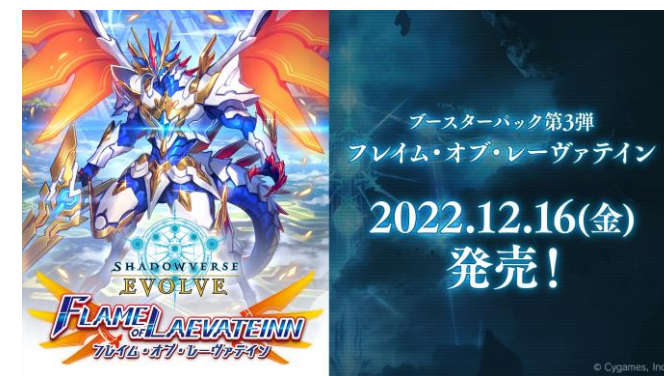 SHADOWVERSE
EVOLVE
FLAME OF LAEVATEINN
フレイム・オブ・レーヴァテイン
ブースターパック第3弾
フレイム・オブ・レーヴァテイン
2022.12.16(金)
発売!
© Cygames, Inc